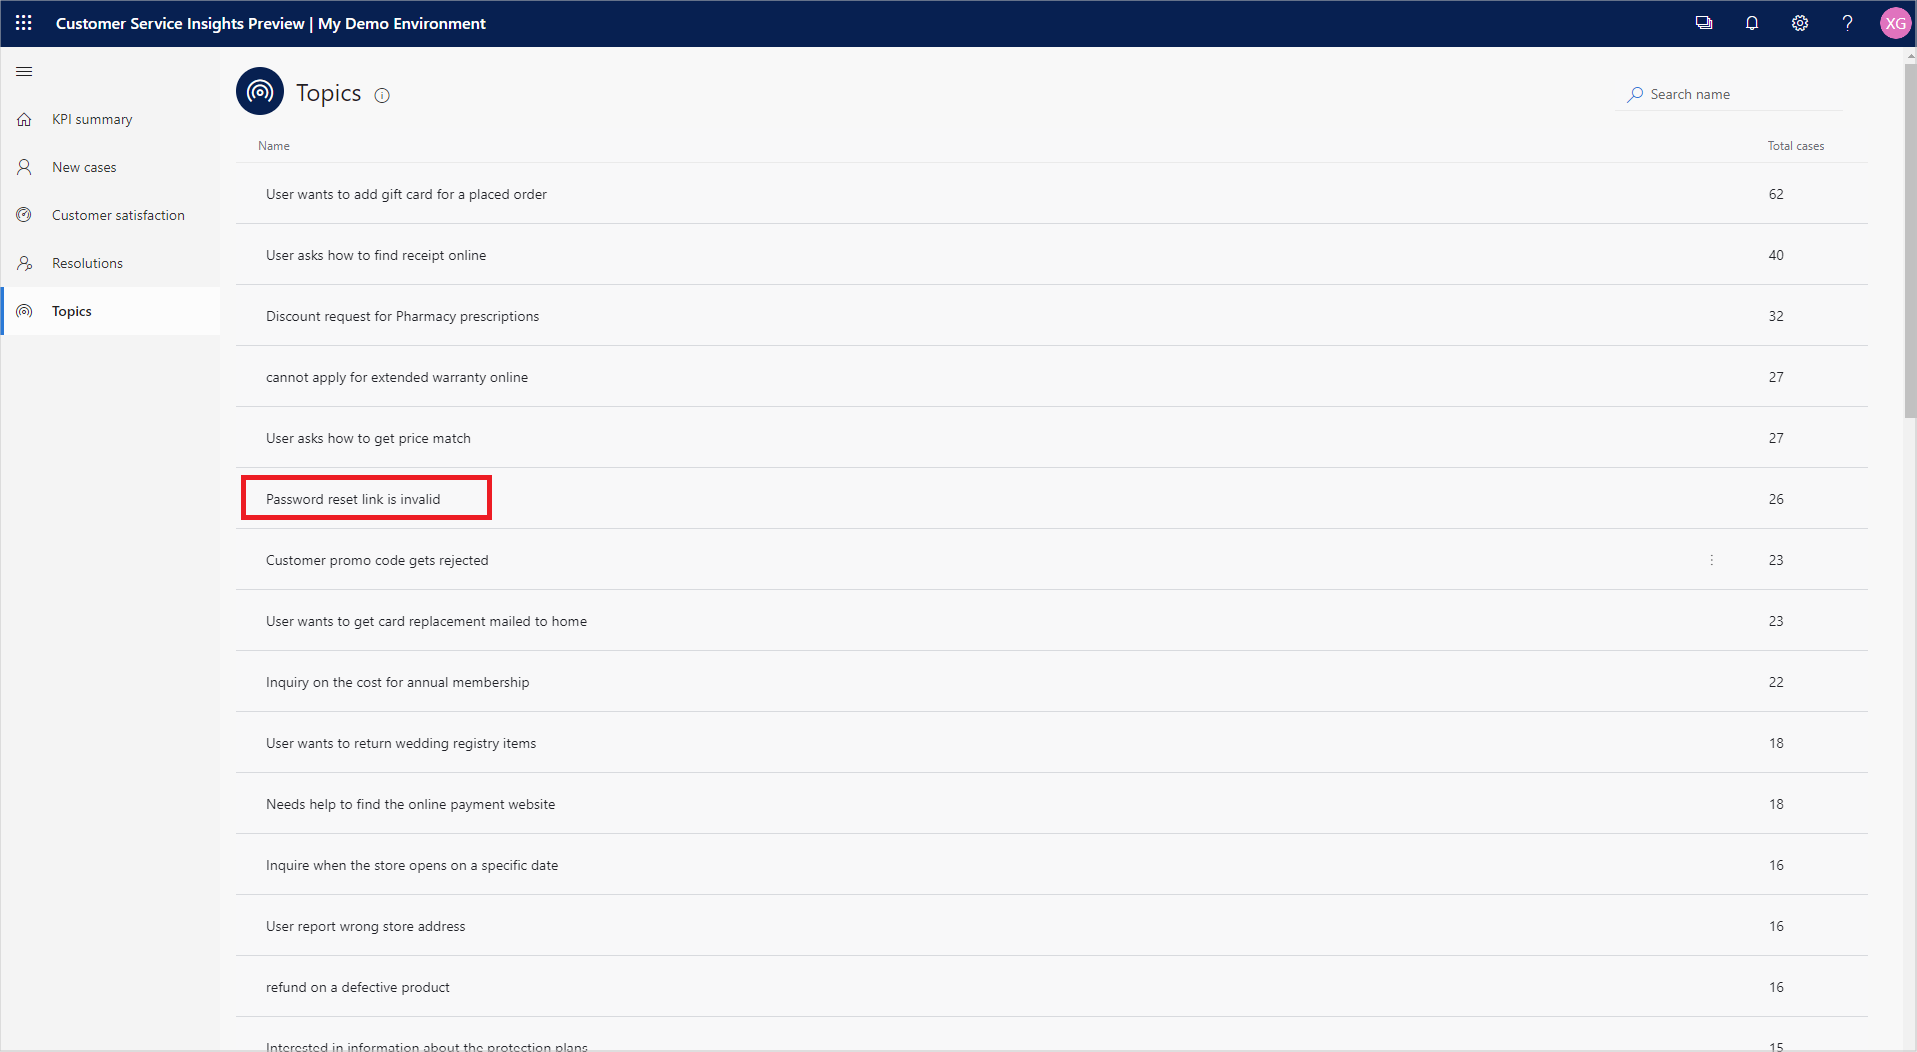 Customer Service Insights Preview | My Demo Environment
XG
KPI summary
New cases
Customer satisfaction
Resolutions
Topics
Topics
Search name
Name Total cases
User wants to add gift card for a placed order 62
User asks how to find receipt online 40
Discount request for Pharmacy prescriptions 32
cannot apply for extended warranty online 27
User asks how to get price match 27
Password reset link is invalid 26
Customer promo code gets rejected 23
User wants to get card replacement mailed to home 23
Inquiry on the cost for annual membership 22
User wants to return wedding registry items 18
Needs help to find the online payment website 18
Inquire when the store opens on a specific date 16
User report wrong store address 16
refund on a defective product 16
Interested in information about the protection plans 15